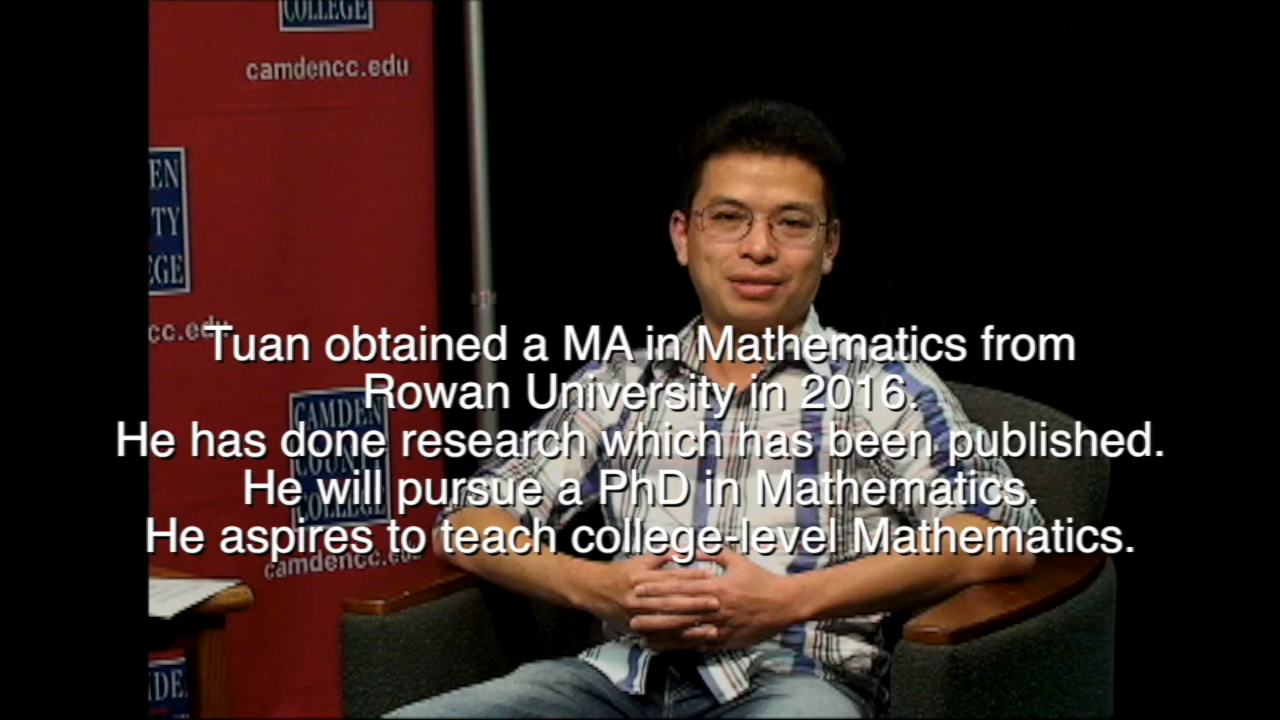 COLLEGE
camdencc.edu
EN
TY
EGE
cc.edu
Tuan obtained a MA in Mathematics from
Rowan University in 2016.
He has done research which has been published.
He will pursue a PhD in Mathematics.
He aspires to teach college-level Mathematics.
CAMDEN
COUNTY
COLLEGE
camdencc.edu
DE